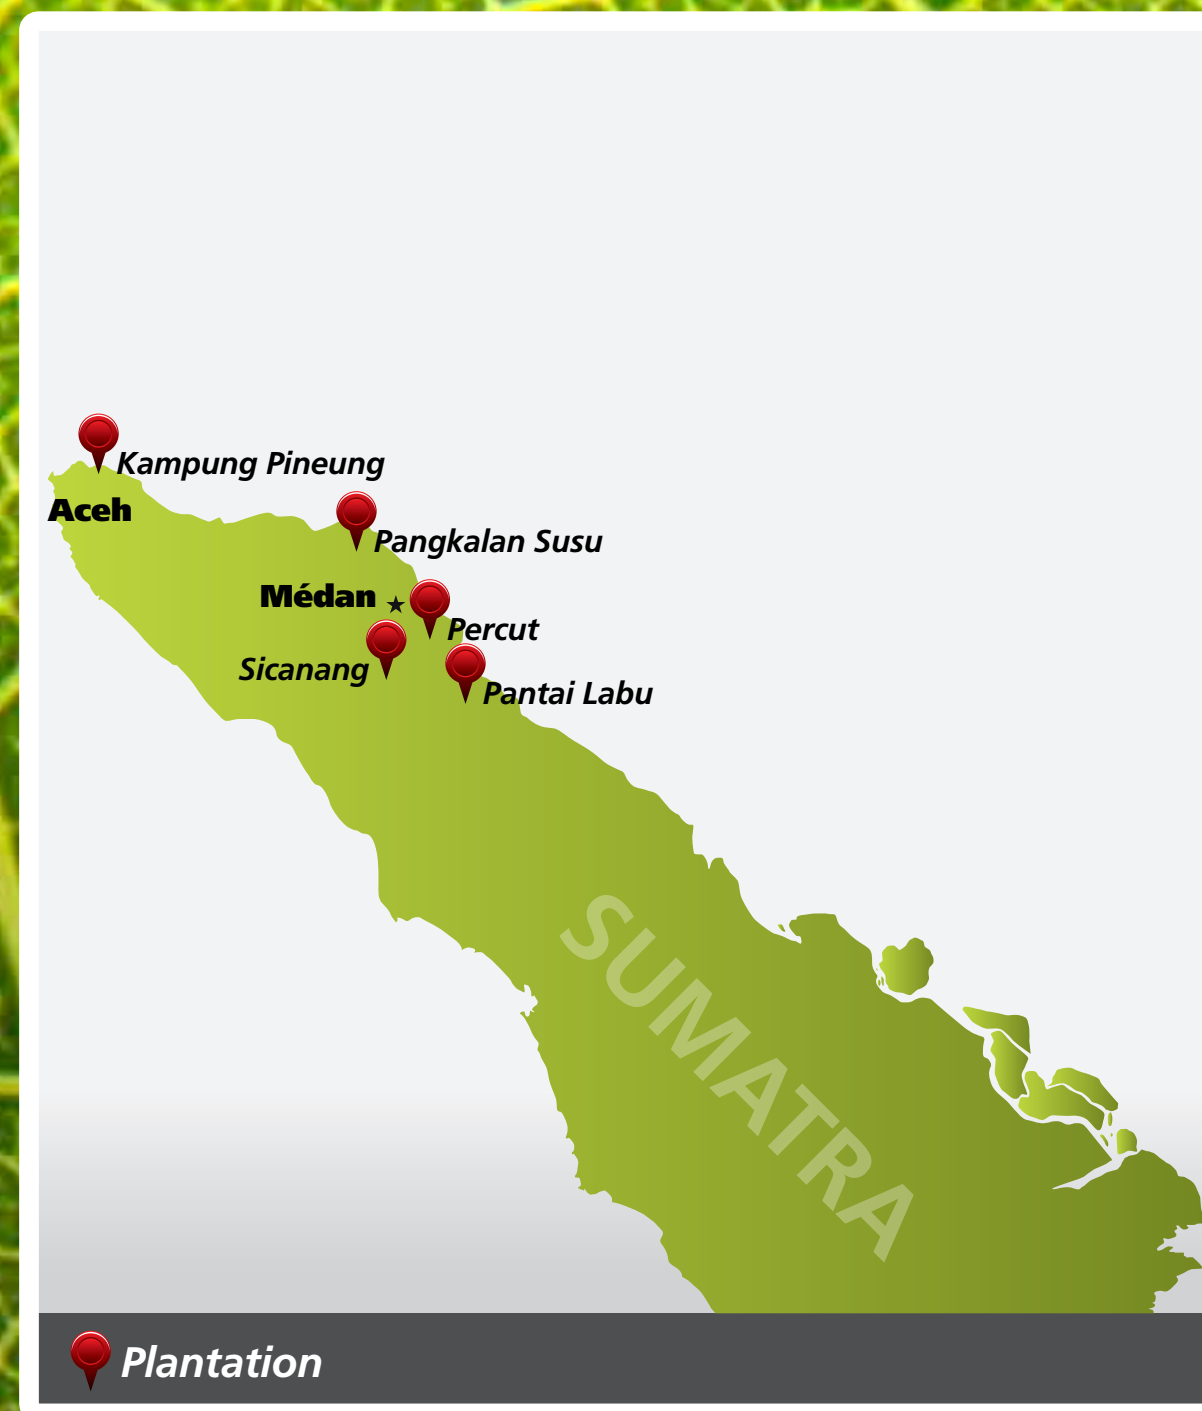 Kampung Pineung
Aceh
Pangkalan Susu
Médan
Percut
Sicanang
Pantai Labu
SUMATRA
Plantation